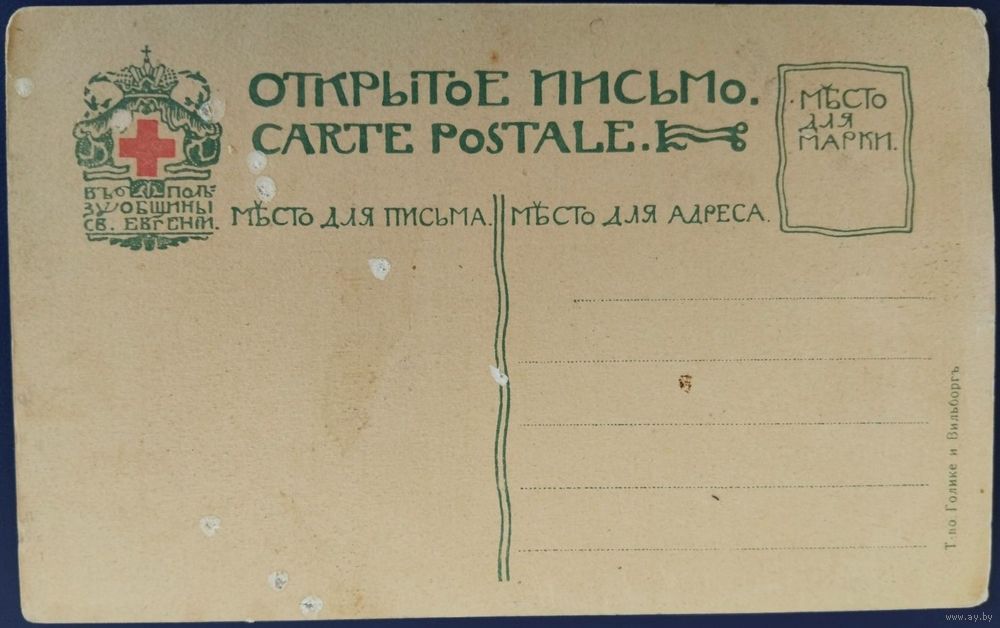 ОТКРЫТОЕ ПИСЬМО.
CARTE POSTALE.
МѢСТО
ДЛЯ
МАРКИ.
ВЪ ПОЛЬ-
ЗУ ОБЩИНЫ
СВ. ЕВГЕНІИ.
МѢСТО ДЛЯ ПИСЬМА.
МѢСТО ДЛЯ АДРЕСА.
Т-во Голике и Вильборгъ
www.ay.by